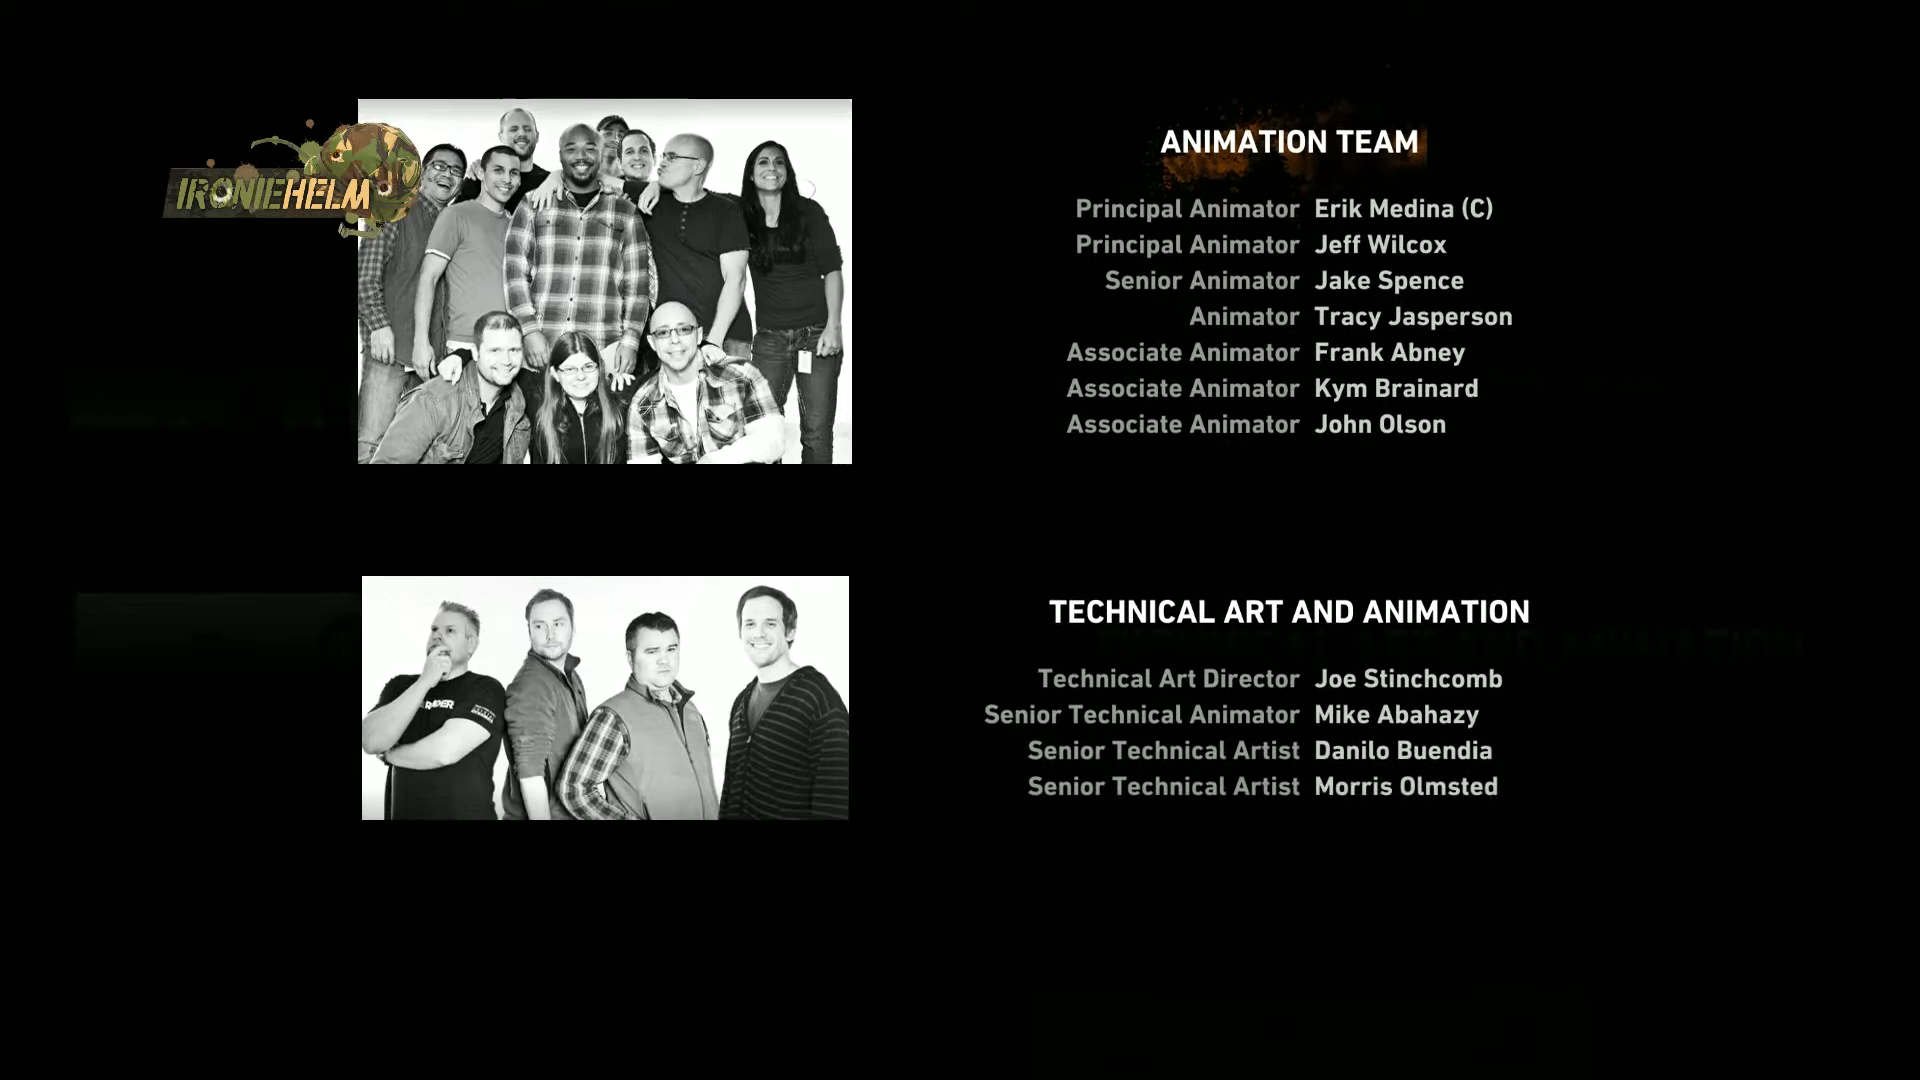 IRONIEHELM
ANIMATION TEAM
Principal Animator Erik Medina (C)
Principal Animator Jeff Wilcox
Senior Animator Jake Spence
Animator Tracy Jasperson
Associate Animator Frank Abney
Associate Animator Kym Brainard
Associate Animator John Olson
TECHNICAL ART AND ANIMATION
Technical Art Director Joe Stinchcomb
Senior Technical Animator Mike Abahazy
Senior Technical Artist Danilo Buendia
Senior Technical Artist Morris Olmsted